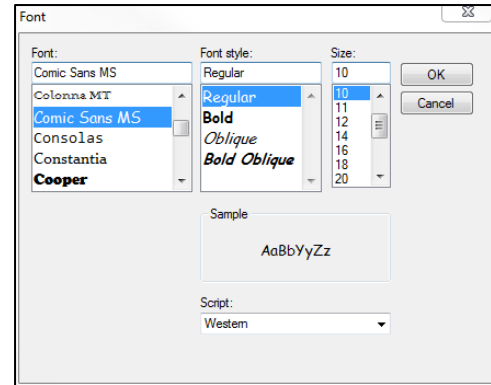 Font
Font: Font style: Size:
Comic Sans MS Regular 10 OK
Colonna MT Regular 10 Cancel
Comic Sans MS Bold 11
Consolas Oblique 12
Constantia Bold Oblique 14
Cooper 16
18
20
Sample
AaBbYyZz
Script:
Western